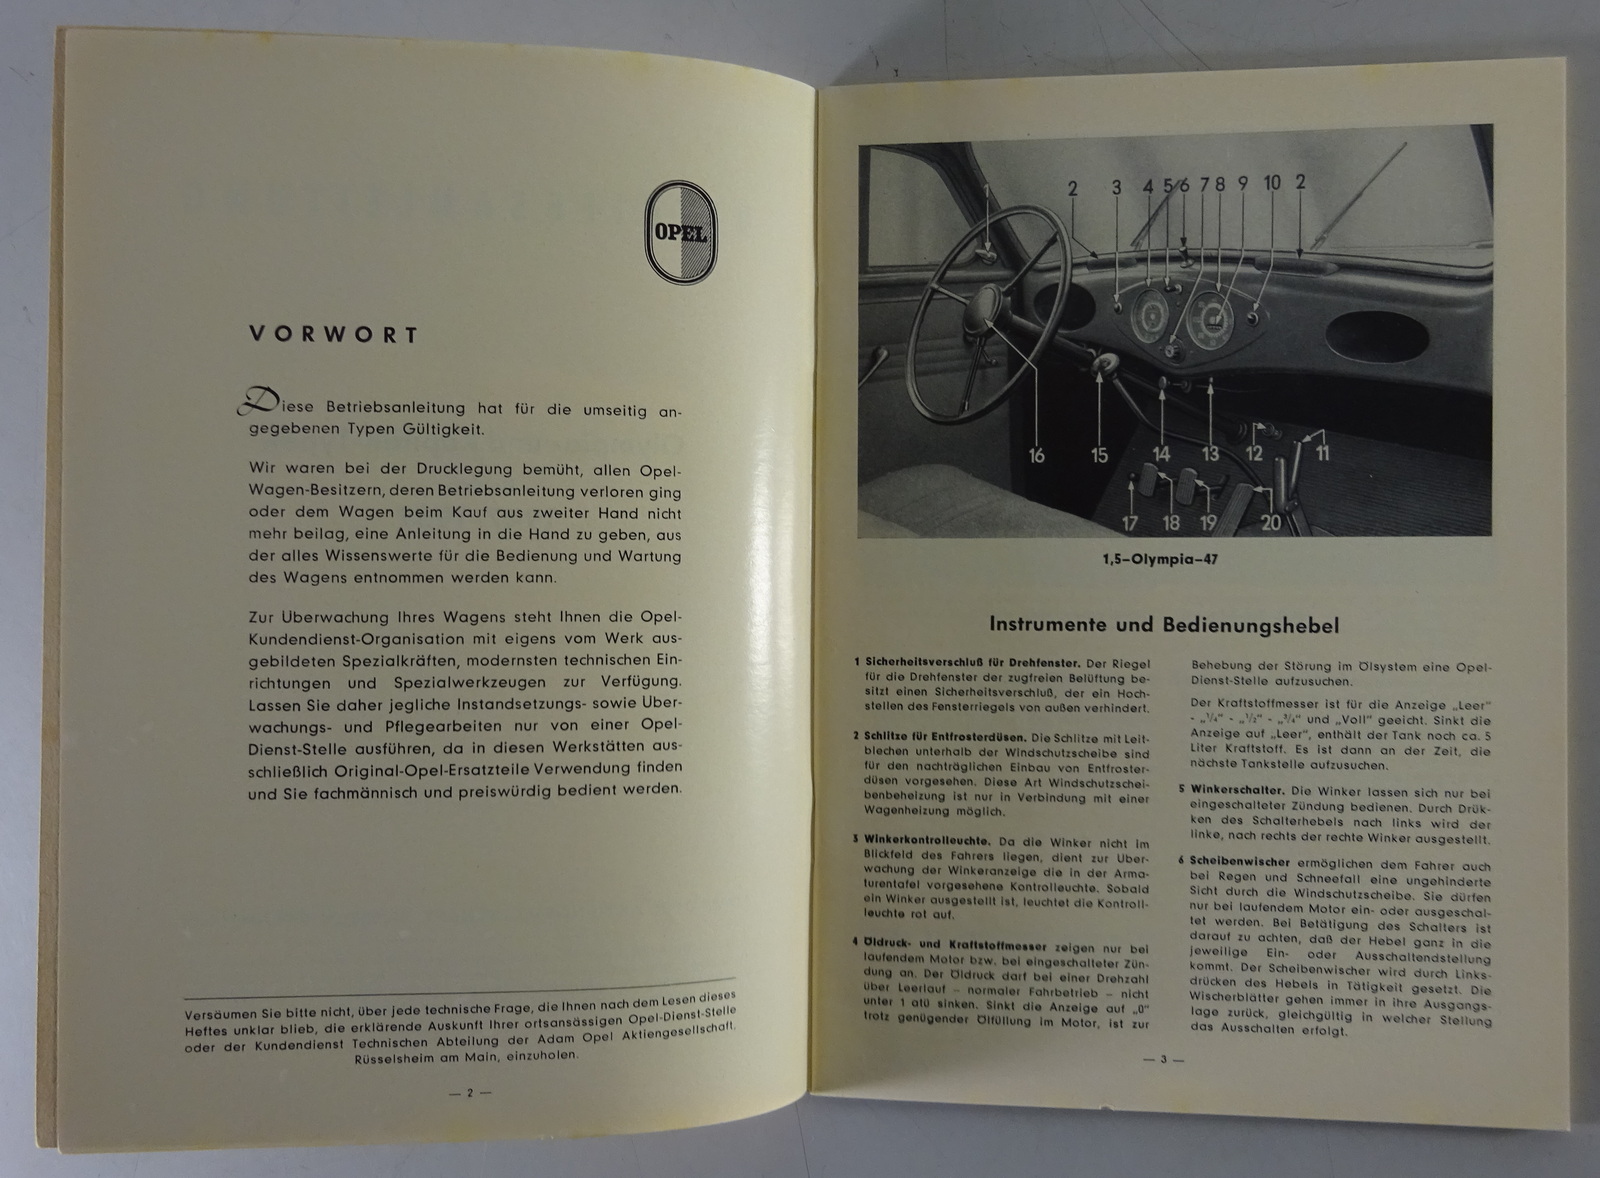 OPEL
VORWORT
Diese Betriebsanleitung hat für die umseitig an-
gegebenen Typen Gültigkeit.
Wir waren bei der Drucklegung bemüht, allen Opel-
Wagen-Besitzern, deren Betriebsanleitung verloren ging
oder dem Wagen beim Kauf aus zweiter Hand nicht
mehr beilag, eine Anleitung in die Hand zu geben, aus
der alles Wissenswerte für die Bedienung und Wartung
des Wagens entnommen werden kann.
Zur Überwachung Ihres Wagens steht Ihnen die Opel-
Kundendienst-Organisation mit eigens vom Werk aus-
gebildeten Spezialkräften, modernsten technischen Ein-
richtungen und Spezialwerkzeugen zur Verfügung.
Lassen Sie daher jegliche Instandsetzungs- sowie Über-
wachungs- und Pflegearbeiten nur von einer Opel-
Dienst-Stelle ausführen, da in diesen Werkstätten aus-
schließlich Original-Opel-Ersatzteile Verwendung finden
und Sie fachmännisch und preiswürdig bedient werden.
Versäumen Sie bitte nicht, über jede technische Frage, die Ihnen nach dem Lesen dieses
Heftes unklar blieb, die erklärende Auskunft Ihrer ortsansässigen Opel-Dienst-Stelle
oder der Kundendienst Technischen Abteilung der Adam Opel Aktiengesellschaft,
Rüsselsheim am Main, einzuholen.
— 2 —
1 2 3 4 5 6 7 8 9 10 2
16 15 14 13 12 11
17 18 19 20
1,5-Olympia-47
Instrumente und Bedienungshebel
1 Sicherheitsverschluß für Drehfenster. Der Riegel
für die Drehfenster der zugfreien Belüftung be-
sitzt einen Sicherheitsverschluß, der ein Hoch-
stellen des Fensterriegels von außen verhindert.
2 Schlitze für Entfrosterdüsen. Die Schlitze mit Leit-
blechen unterhalb der Windschutzscheibe sind
für den nachträglichen Einbau von Entfroster-
düsen vorgesehen. Diese Art Windschutzschei-
benbeheizung ist nur in Verbindung mit einer
Wagenheizung möglich.
3 Winkerkontrolleuchte. Da die Winker nicht im
Blickfeld des Fahrers liegen, dient zur Über-
wachung der Winkeranzeige die in der Arma-
turentafel vorgesehene Kontrolleuchte. Sobald
ein Winker ausgestellt ist, leuchtet die Kontroll-
leuchte rot auf.
4 Öldruck- und Kraftstoffmesser zeigen nur bei
laufendem Motor bzw. bei eingeschalteter Zün-
dung an. Der Öldruck darf bei einer Drehzahl
über Leerlauf — normaler Fahrbetrieb — nicht
unter 1 atü sinken. Sinkt die Anzeige auf „0"
trotz genügender Ölfüllung im Motor, ist zur
Behebung der Störung im Ölsystem eine Opel-
Dienst-Stelle aufzusuchen.
Der Kraftstoffmesser ist für die Anzeige „Leer"
- „¼" - „½" - „¾" und „Voll" geeicht. Sinkt die
Anzeige auf „Leer", enthält der Tank noch ca. 5
Liter Kraftstoff. Es ist dann an der Zeit, die
nächste Tankstelle aufzusuchen.
5 Winkerschalter. Die Winker lassen sich nur bei
eingeschalteter Zündung bedienen. Durch Drük-
ken des Schalterhebels nach links wird der
linke, nach rechts der rechte Winker ausgestellt.
6 Scheibenwischer ermöglichen dem Fahrer auch
bei Regen und Schneefall eine ungehinderte
Sicht durch die Windschutzscheibe. Sie dürfen
nur bei laufendem Motor ein- oder ausgeschal-
tet werden. Bei Betätigung des Schalters ist
darauf zu achten, daß der Hebel ganz in die
jeweilige Ein- oder Ausschaltendstellung
kommt. Der Scheibenwischer wird durch Links-
drücken des Hebels in Tätigkeit gesetzt. Die
Wischerblätter gehen immer in ihre Ausgangs-
lage zurück, gleichgültig in welcher Stellung
das Ausschalten erfolgt.
— 3 —